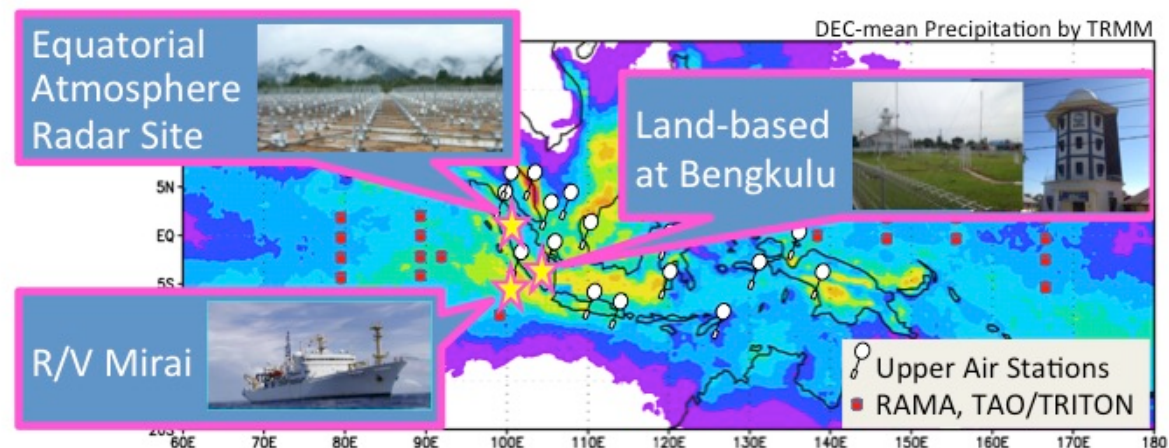 DEC-mean Precipitation by TRMM
Equatorial
Atmosphere
Radar Site
Land-based
at Bengkulu
5N
EQ
5S
R/V Mirai
Upper Air Stations
RAMA, TAO/TRITON
60E 70E 80E 90E 100E 110E 120E 130E 140E 150E 160E 170E